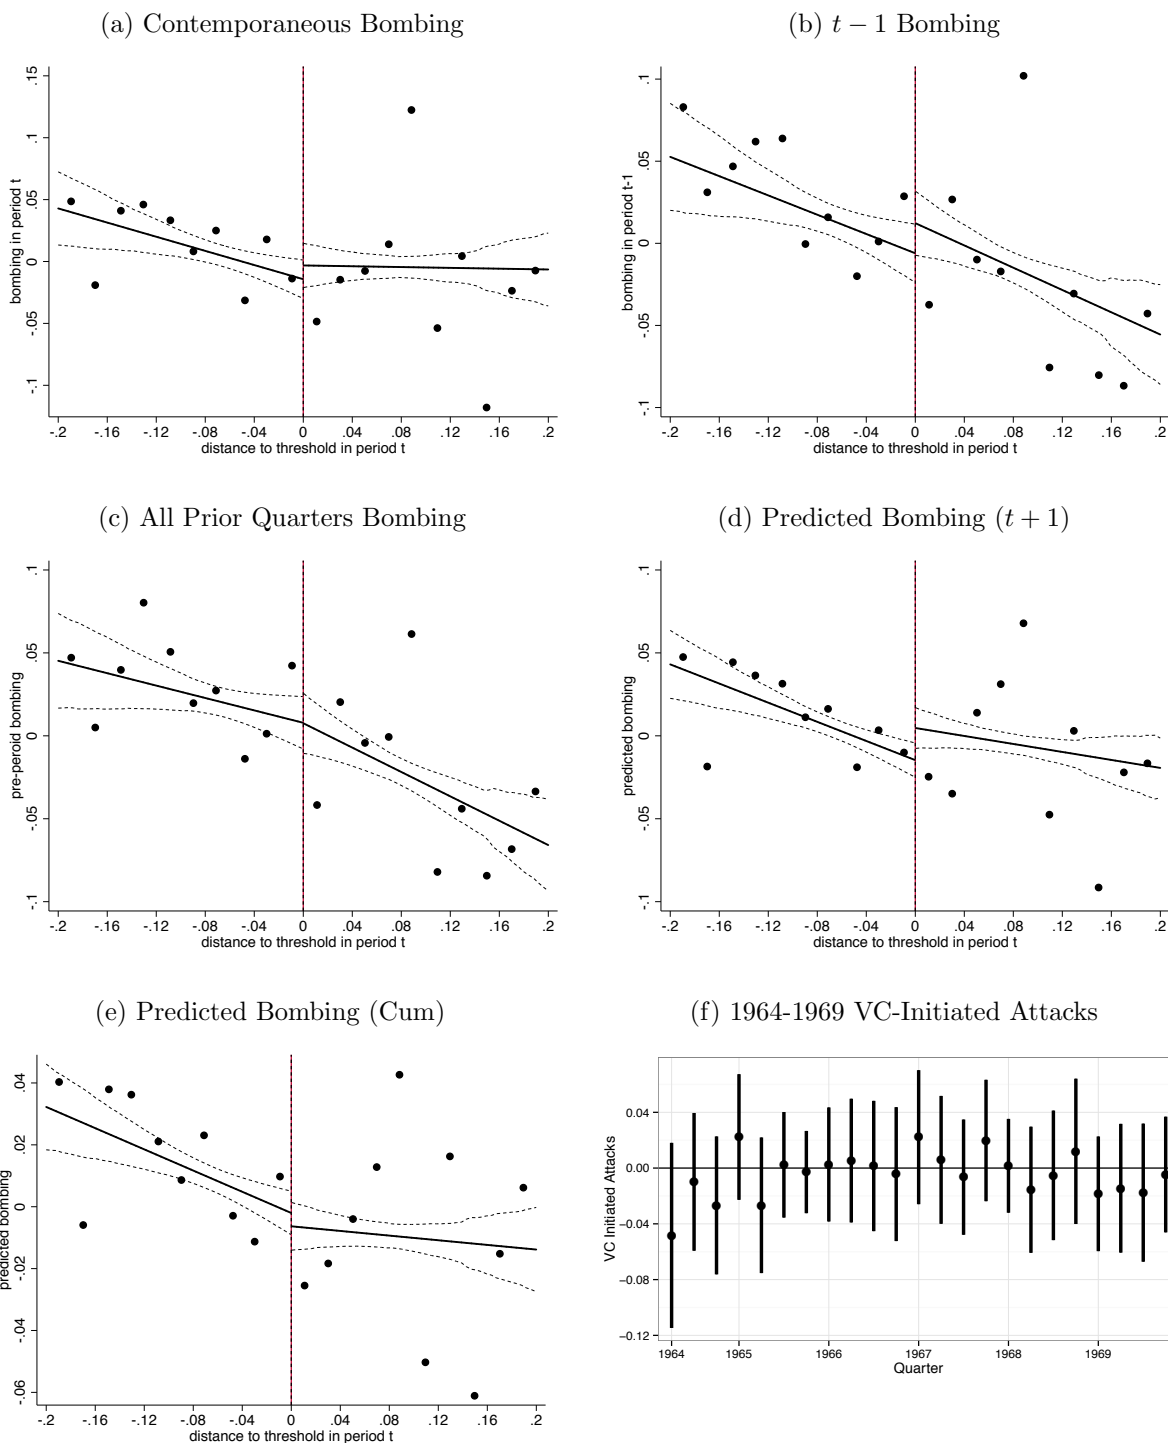 (a) Contemporaneous Bombing
bombing in period t
.15
.1
.05
0
-.05
-.1
-.2 -.16 -.12 -.08 -.04 0 .04 .08 .12 .16 .2
distance to threshold in period t
(b) t − 1 Bombing
bombing in period t-1
.1
.05
0
-.05
-.1
-.2 -.16 -.12 -.08 -.04 0 .04 .08 .12 .16 .2
distance to threshold in period t
(c) All Prior Quarters Bombing
pre-peroid bombing
.1
.05
0
-.05
-.1
-.2 -.16 -.12 -.08 -.04 0 .04 .08 .12 .16 .2
distance to threshold in period t
(d) Predicted Bombing (t + 1)
predicted bombing
.1
.05
0
-.05
-.1
-.2 -.16 -.12 -.08 -.04 0 .04 .08 .12 .16 .2
distance to threshold in period t
(e) Predicted Bombing (Cum)
predicted bombing
.04
.02
0
-.02
-.04
-.06
-.2 -.16 -.12 -.08 -.04 0 .04 .08 .12 .16 .2
distance to threshold in period t
(f) 1964-1969 VC-Initiated Attacks
VC Initiated Attacks
0.04
0.00
−0.04
−0.08
−0.12
1964 1965 1966 1967 1968 1969
Quarter